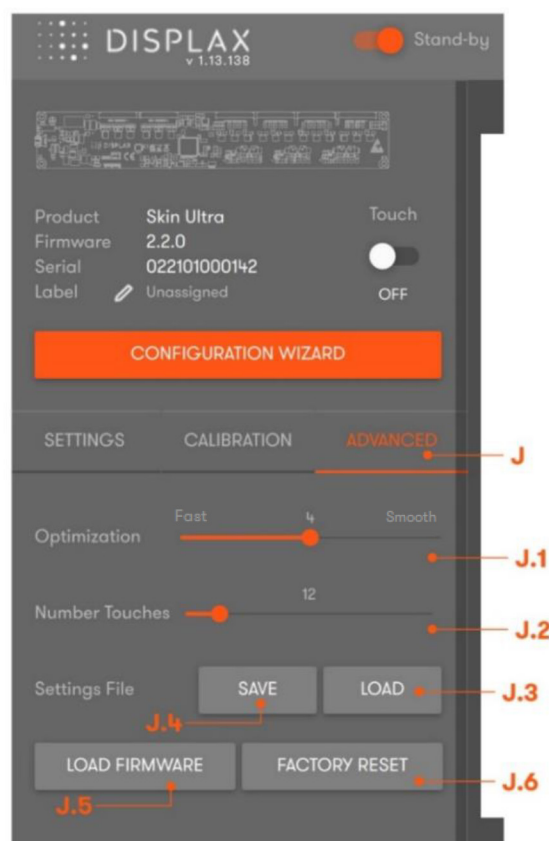 DISPLAX
v 1.13.138
Stand-by
DISPLAX
Product Skin Ultra
Touch
Firmware 2.2.0
Serial 022101000142
Label Unassigned
OFF
CONFIGURATION WIZARD
SETTINGS CALIBRATION ADVANCED
J
Fast 4 Smooth
Optimization
J.1
12
Number Touches
J.2
Settings File SAVE LOAD
J.3
J.4
LOAD FIRMWARE FACTORY RESET
J.5
J.6